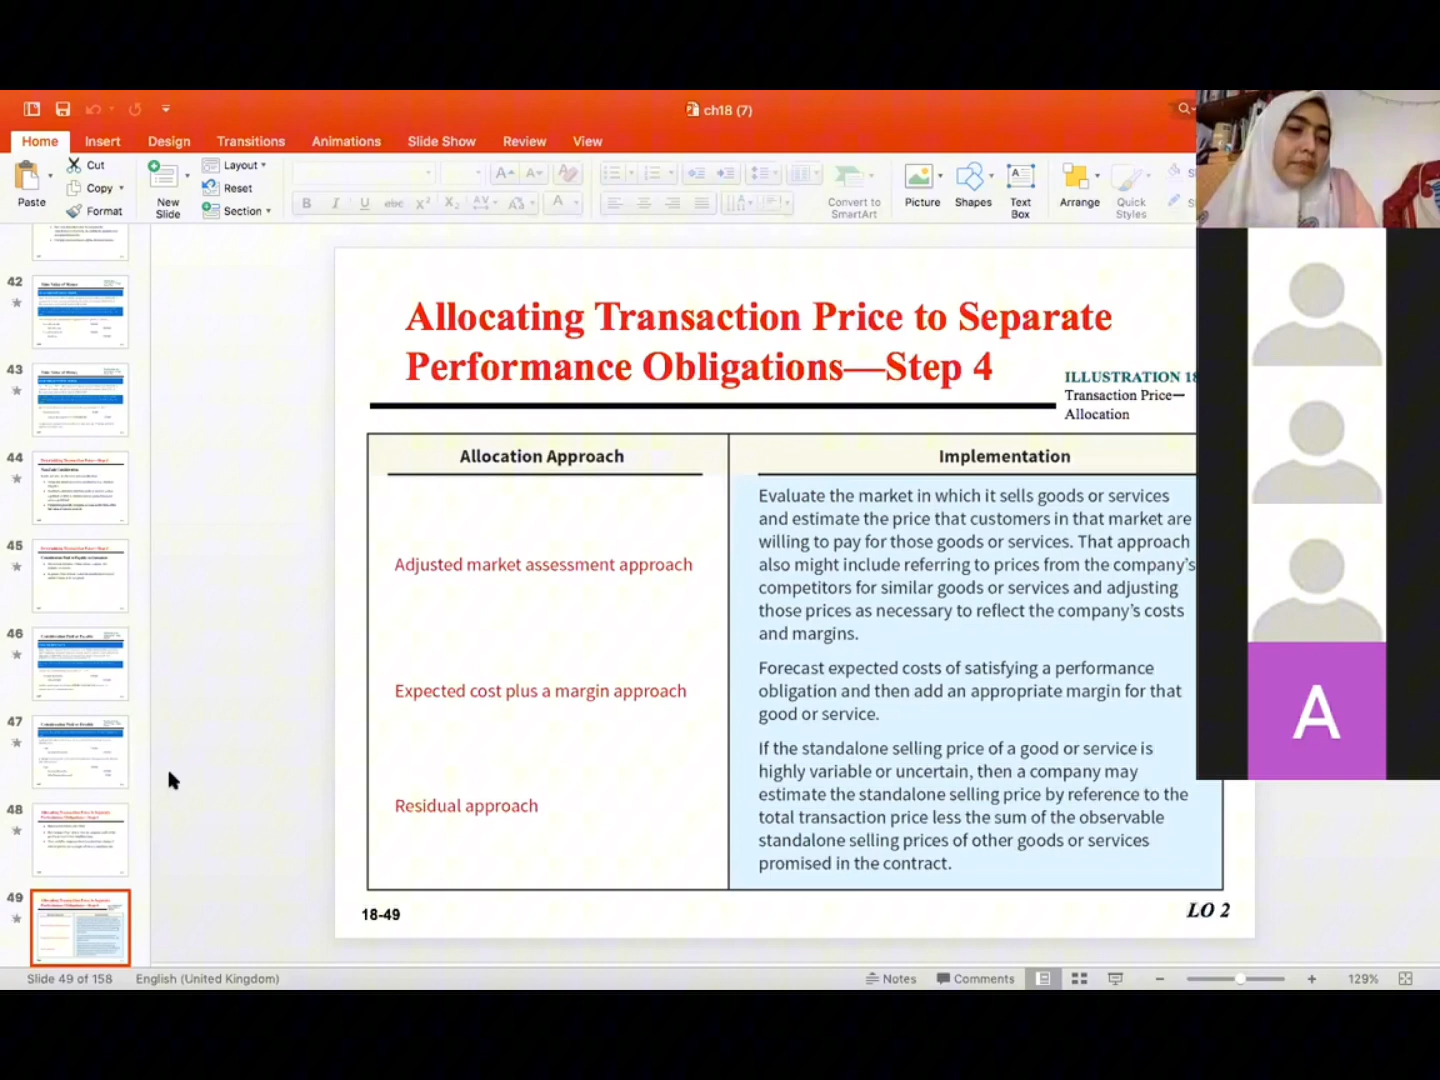 ch18 (7)
Home Insert Design Transitions Animations Slide Show Review View
Paste
Cut
Copy
Format
New Slide
Layout
Reset
Section
B I U abc X² X₂ AV Aa A
Convert to SmartArt
Picture
Shapes
Text Box
Arrange
Quick Styles
42
43
44
45
46
47
48
49
Allocating Transaction Price to Separate
Performance Obligations—Step 4
ILLUSTRATION 18
Transaction Price—
Allocation
Allocation Approach
Implementation
Adjusted market assessment approach
Evaluate the market in which it sells goods or services
and estimate the price that customers in that market are
willing to pay for those goods or services. That approach
also might include referring to prices from the company's
competitors for similar goods or services and adjusting
those prices as necessary to reflect the company's costs
and margins.
Expected cost plus a margin approach
Forecast expected costs of satisfying a performance
obligation and then add an appropriate margin for that
good or service.
Residual approach
If the standalone selling price of a good or service is
highly variable or uncertain, then a company may
estimate the standalone selling price by reference to the
total transaction price less the sum of the observable
standalone selling prices of other goods or services
promised in the contract.
18-49
LO 2
A
Slide 49 of 158 English (United Kingdom) Notes Comments 129%